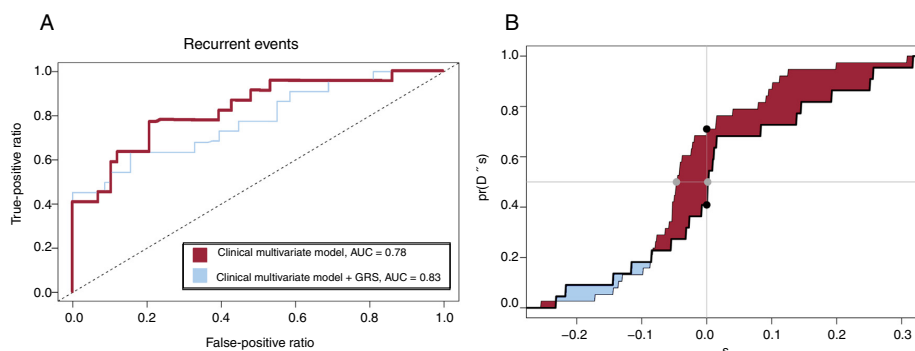 A
Recurrent events
True-positive ratio
1.0
0.8
0.6
0.4
0.2
0.0
Clinical multivariate model, AUC = 0.78
Clinical multivariate model + GRS, AUC = 0.83
0.0 0.2 0.4 0.6 0.8 1.0
False-positive ratio
B
pr(D ˝ s)
1.0
0.8
0.6
0.4
0.2
0.0
−0.2 −0.1 0.0 0.1 0.2 0.3